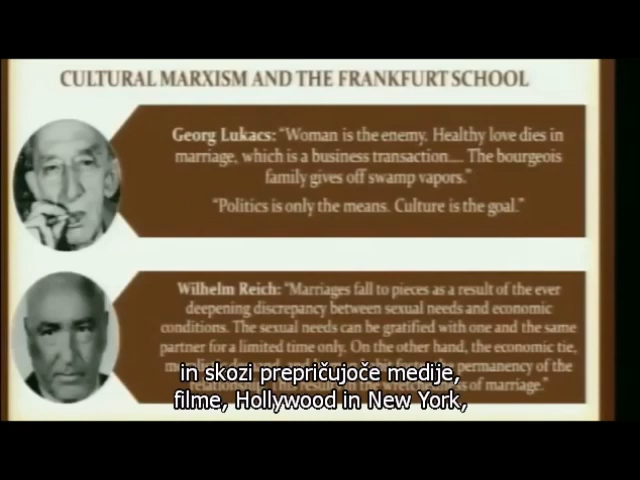 CULTURAL MARXISM AND THE FRANKFURT SCHOOL
Georg Lukacs: "Woman is the enemy. Healthy love dies in
marriage, which is a business transaction.... The bourgeois
family gives off swamp vapors."
"Politics is only the means. Culture is the goal."
Wilhelm Reich: "Marriages fall to pieces as a result of the ever
deepening discrepancy between sexual needs and economic
conditions. The sexual needs can be gratified with one and the same
partner for a limited time only. On the other hand, the economic tie,
permanency of the
of marriage."
in skozi prepričujoče medije,
filme, Hollywood in New York,